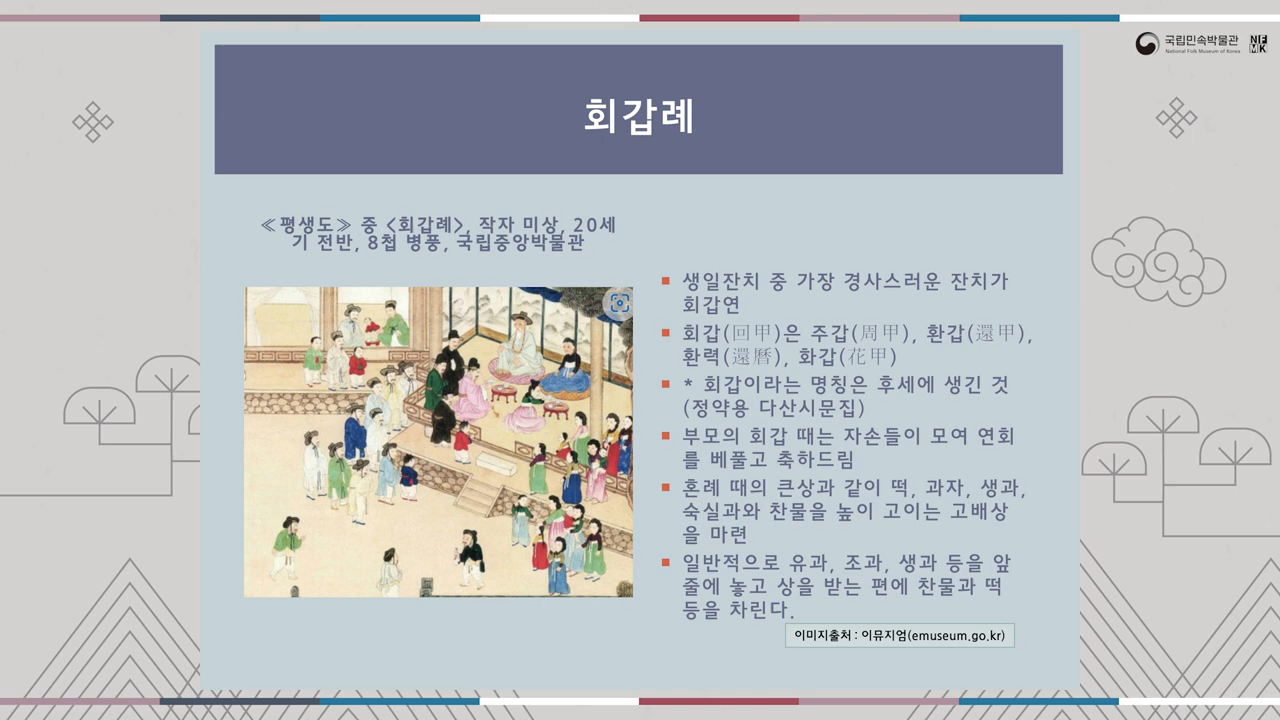 국립민속박물관
National Folk Museum of Korea
NF
MK
회갑례
≪평생도≫ 중 <회갑례>, 작자 미상, 20세
기 전반, 8첩 병풍, 국립중앙박물관
생일잔치 중 가장 경사스러운 잔치가
회갑연
회갑(回甲)은 주갑(周甲), 환갑(還甲),
환력(還曆), 화갑(花甲)
* 회갑이라는 명칭은 후세에 생긴 것
(정약용 다산시문집)
부모의 회갑 때는 자손들이 모여 연회
를 베풀고 축하드림
혼례 때의 큰상과 같이 떡, 과자, 생과,
숙실과와 찬물을 높이 고이는 고배상
을 마련
일반적으로 유과, 조과, 생과 등을 앞
줄에 놓고 상을 받는 편에 찬물과 떡
등을 차린다.
이미지출처 : 이뮤지엄(emuseum.go.kr)